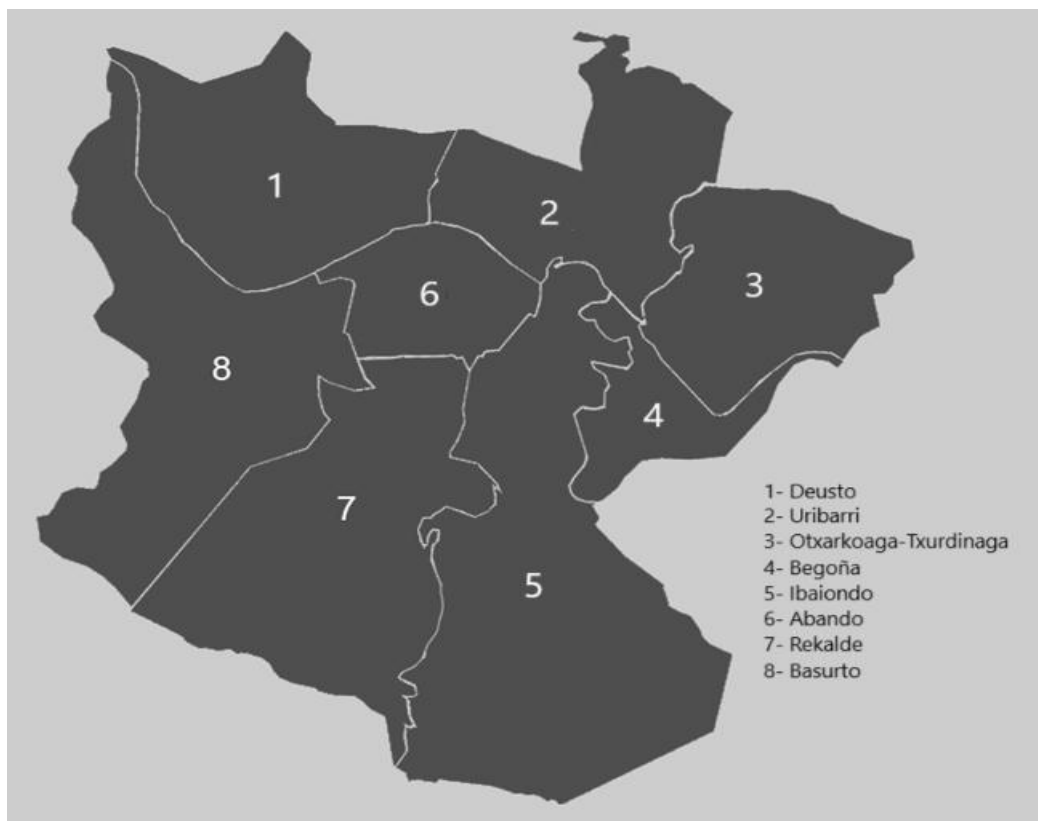 1
2
3
6
8
4
7
5
1- Deusto
2- Uribarri
3- Otxarkoaga-Txurdinaga
4- Begoña
5- Ibaiondo
6- Abando
7- Rekalde
8- Basurto